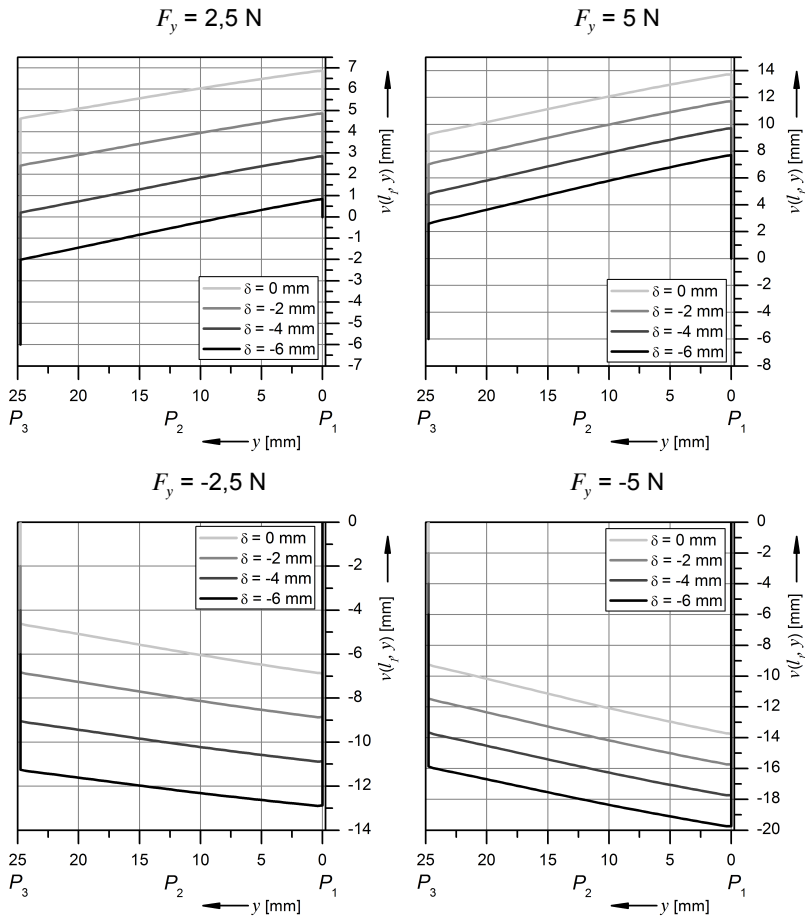 F_y = 2,5 N
7
6
5
4
3
2
1
0
-1
-2
-3
-4
-5
-6
-7
v(l_i, y) [mm]
δ = 0 mm
δ = -2 mm
δ = -4 mm
δ = -6 mm
25 20 15 10 5 0
P_3 P_2 P_1
y [mm]
F_y = 5 N
14
12
10
8
6
4
2
0
-2
-4
-6
-8
v(l_i, y) [mm]
δ = 0 mm
δ = -2 mm
δ = -4 mm
δ = -6 mm
25 20 15 10 5 0
P_3 P_2 P_1
y [mm]
F_y = -2,5 N
0
-2
-4
-6
-8
-10
-12
-14
v(l_i, y) [mm]
δ = 0 mm
δ = -2 mm
δ = -4 mm
δ = -6 mm
25 20 15 10 5 0
P_3 P_2 P_1
y [mm]
F_y = -5 N
0
-2
-4
-6
-8
-10
-12
-14
-16
-18
-20
v(l_i, y) [mm]
δ = 0 mm
δ = -2 mm
δ = -4 mm
δ = -6 mm
25 20 15 10 5 0
P_3 P_2 P_1
y [mm]